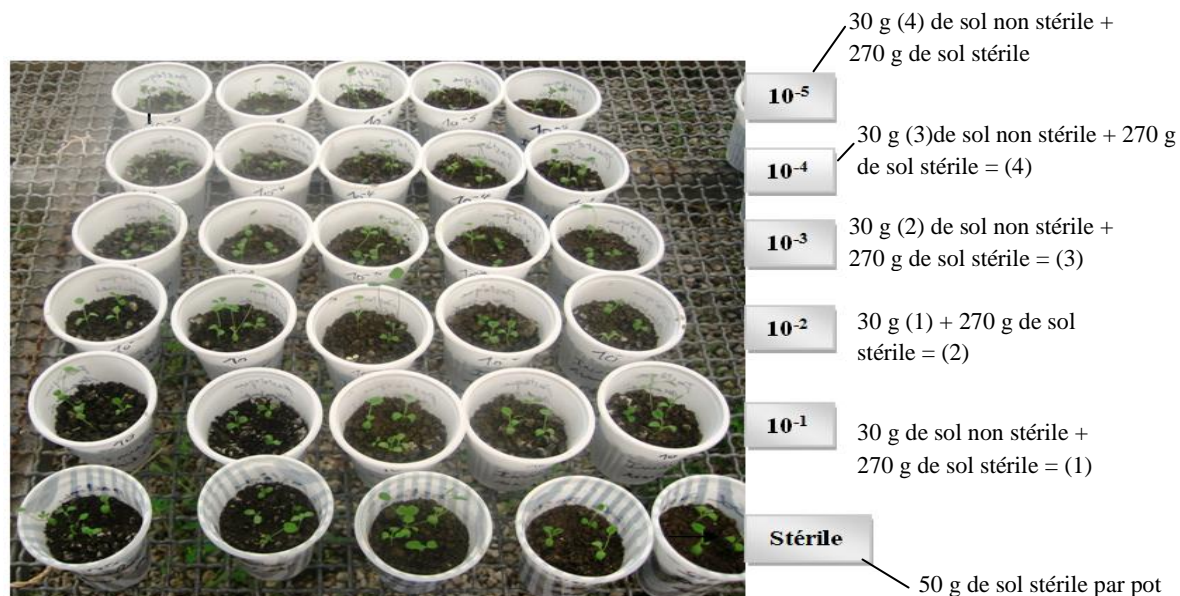 30 g (4) de sol non stérile +
270 g de sol stérile
10-5
30 g (3)de sol non stérile + 270 g
de sol stérile = (4)
10-4
30 g (2) de sol non stérile +
270 g de sol stérile = (3)
10-3
30 g (1) + 270 g de sol
stérile = (2)
10-2
10-1
30 g de sol non stérile +
270 g de sol stérile = (1)
Stérile
50 g de sol stérile par pot